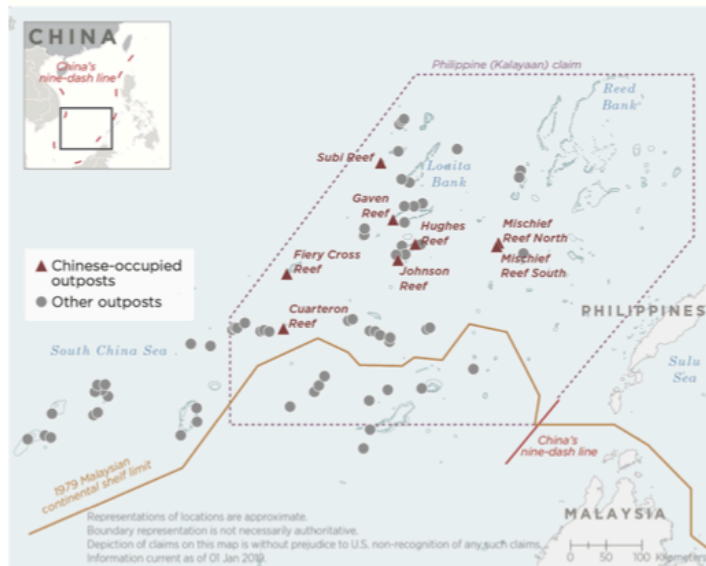 CHINA
China's
nine-dash line
Philippine (Kalayaan) claim
Reed
Bank
Subi Reef
Loaita
Bank
Gaven
Reef
Hughes
Reef
Mischief
Reef North
Mischief
Reef South
Fiery Cross
Reef
Johnson
Reef
Chinese-occupied
outposts
Other outposts
Cuarteron
Reef
PHILIPPINES
South China Sea
Sulu
Sea
China's
nine-dash line
1979 Malaysian
continental shelf limit
Representations of locations are approximate.
Boundary representation is not necessarily authoritative.
Depiction of claims on this map is without prejudice to U.S. non-recognition of any such claims.
Information current as of 01 Jan 2019.
MALAYSIA
0 50 100 Kilometers